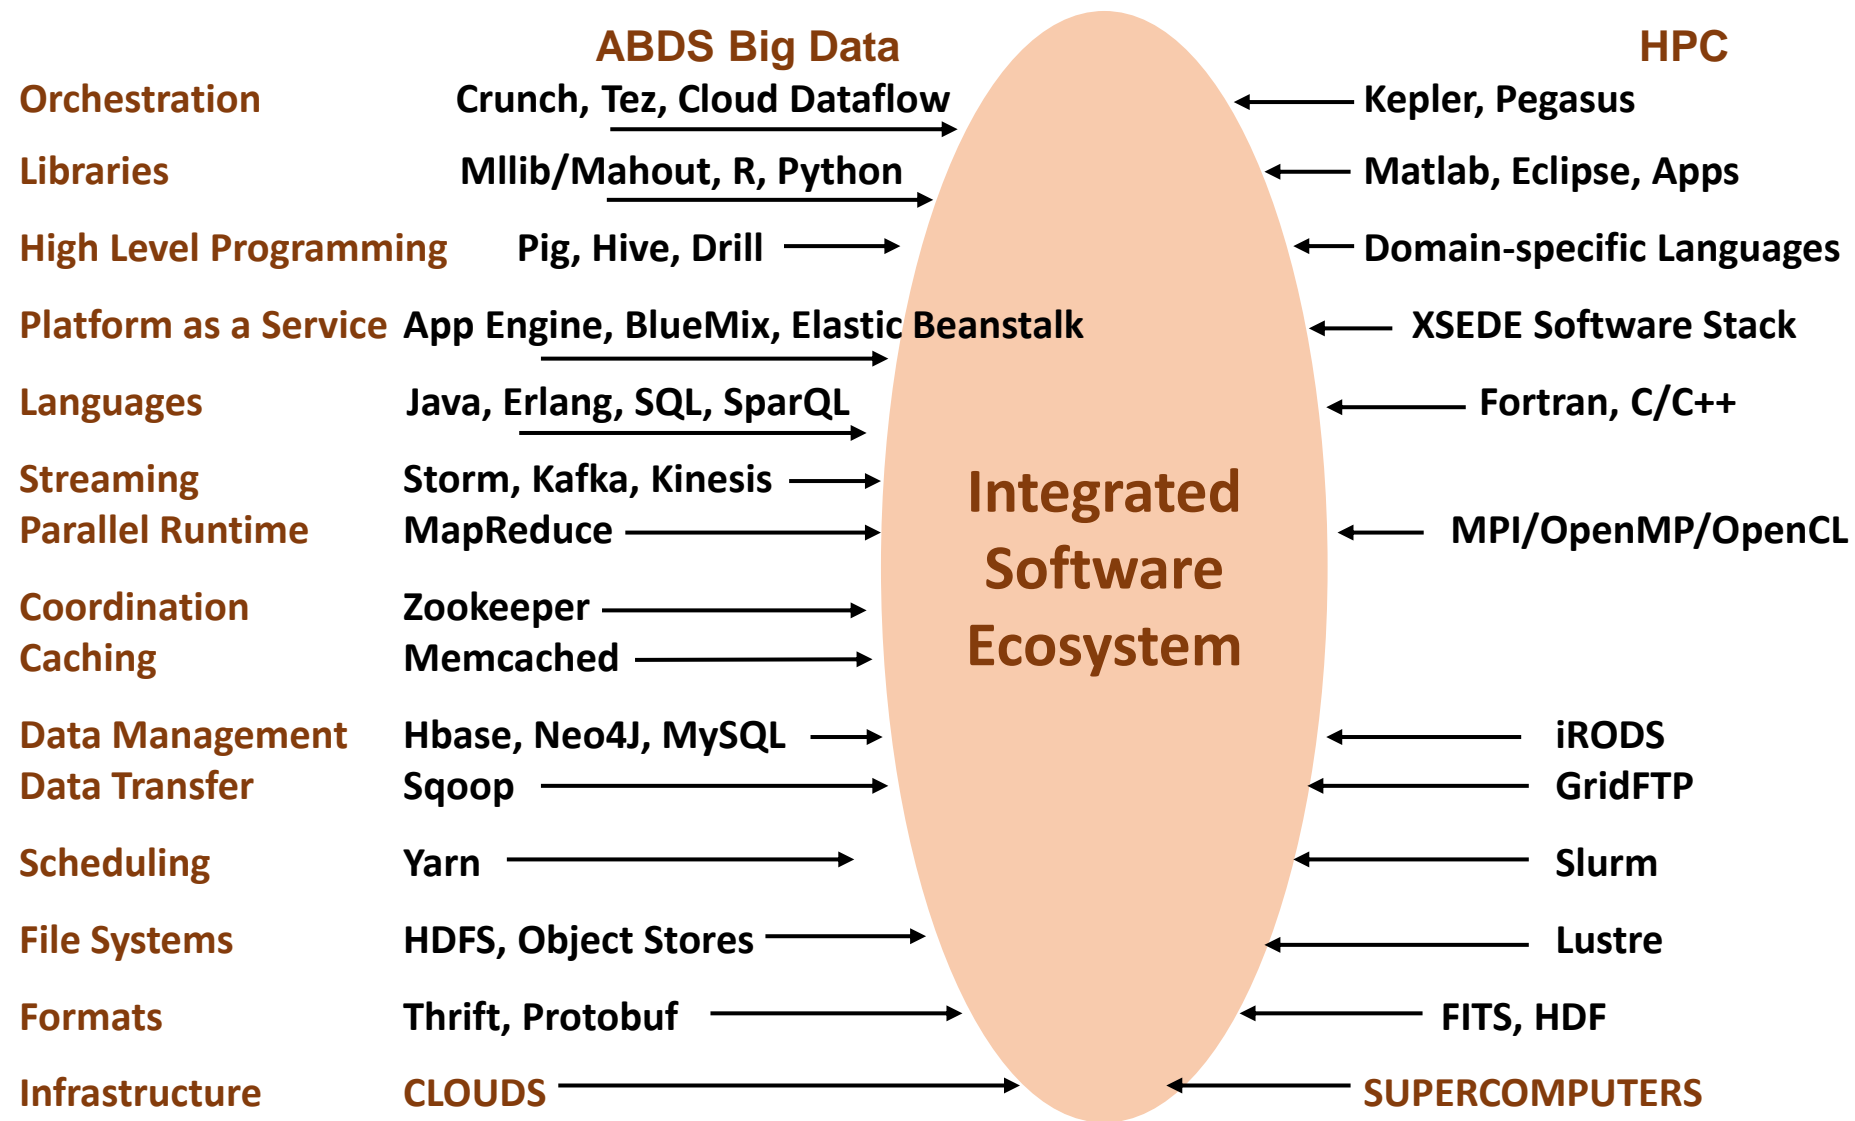 ABDS Big Data HPC
Orchestration Crunch, Tez, Cloud Dataflow Kepler, Pegasus
Libraries Mllib/Mahout, R, Python Matlab, Eclipse, Apps
High Level Programming Pig, Hive, Drill Domain-specific Languages
Platform as a Service App Engine, BlueMix, Elastic Beanstalk XSEDE Software Stack
Languages Java, Erlang, SQL, SparQL Fortran, C/C++
Streaming Storm, Kafka, Kinesis
Parallel Runtime MapReduce MPI/OpenMP/OpenCL
Coordination Zookeeper
Caching Memcached
Integrated
Software
Ecosystem
Data Management Hbase, Neo4J, MySQL iRODS
Data Transfer Sqoop GridFTP
Scheduling Yarn Slurm
File Systems HDFS, Object Stores Lustre
Formats Thrift, Protobuf FITS, HDF
Infrastructure CLOUDS SUPERCOMPUTERS